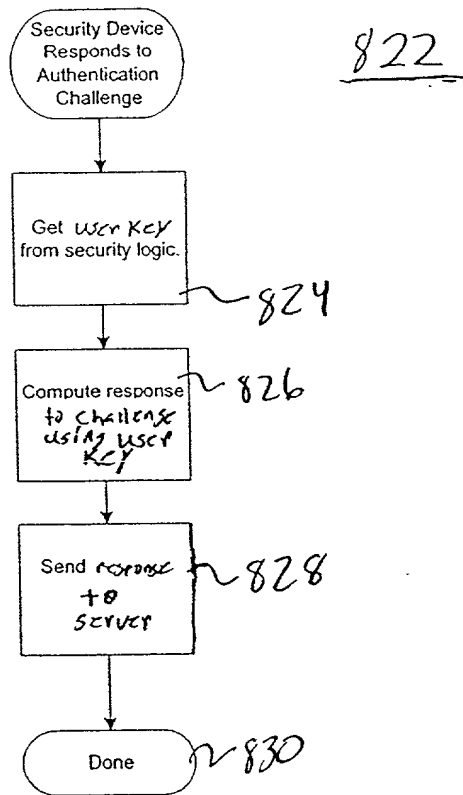 Security Device
Responds to
Authentication
Challenge
822
Get User Key
from security logic.
824
Compute response
to challenge
using user
Key
826
Send response
to
server
828
Done
830